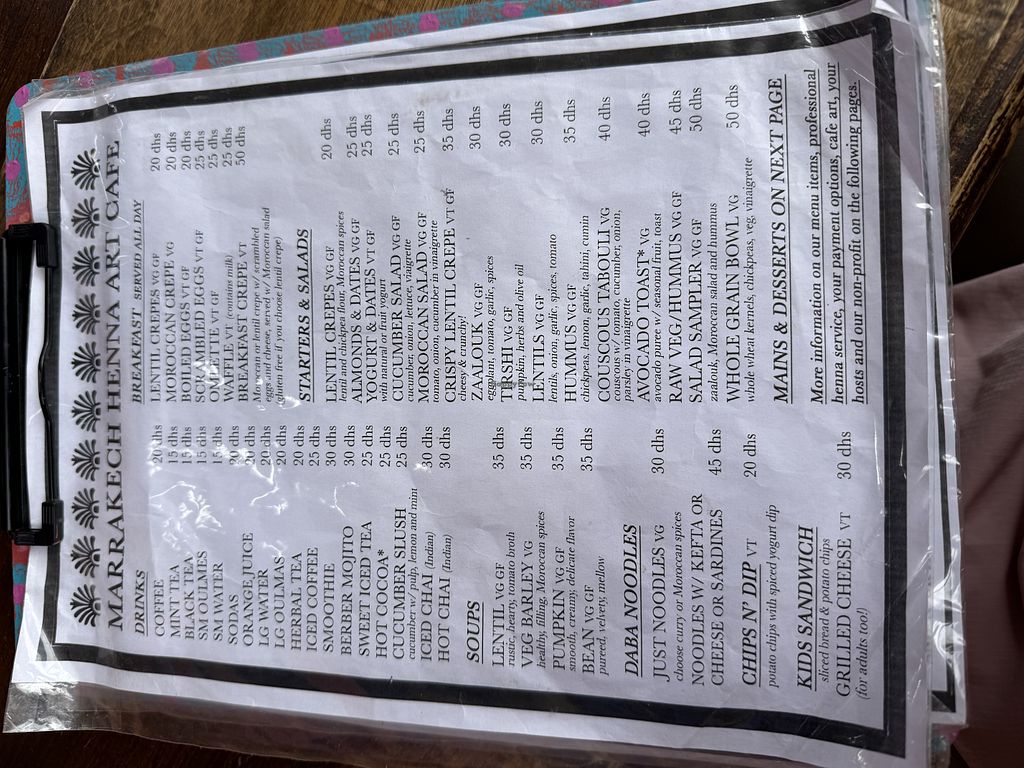 MARRAKECH HENNA ART CAFE
DRINKS
COFFEE 20 dhs
MINT TEA 15 dhs
BLACK TEA 15 dhs
SM OULMES 15 dhs
SM WATER 15 dhs
SODAS 20 dhs
ORANGE JUICE 20 dhs
LG WATER 20 dhs
LG OULMAS 20 dhs
HERBAL TEA 20 dhs
ICED COFFEE 25 dhs
SMOOTHIE 30 dhs
BERBER MOJITO 30 dhs
SWEET ICED TEA 25 dhs
HOT COCOA* 25 dhs
CUCUMBER SLUSH 25 dhs
cucumber w/ pulp, lemon and mint
ICED CHAI (Indian) 30 dhs
HOT CHAI (Indian) 30 dhs
SOUPS
LENTIL VG GF 35 dhs
rustic, hearty, tomato broth
VEG BARLEY VG 35 dhs
healthy, filling, Moroccan spices
PUMPKIN VG GF 35 dhs
smooth, creamy, delicate flavor
BEAN VG GF 35 dhs
pureed, velvety, mellow
DABA NOODLES
JUST NOODLES VG 30 dhs
choose curry or Moroccan spices
NOODLES W/ KEFTA OR
CHEESE OR SARDINES 45 dhs
CHIPS N' DIP VT 20 dhs
potato chips with spiced yogurt dip
KIDS SANDWICH
sliced bread & potato chips
GRILLED CHEESE VT 30 dhs
(for adults too!)
BREAKFAST SERVED ALL DAY
LENTIL CREPES VG GF 20 dhs
MOROCCAN CREPE VG 20 dhs
BOILED EGGS VT GF 20 dhs
SCRAMBLED EGGS VT GF 25 dhs
OMELETTE VT GF 25 dhs
WAFFLE VT (contains milk) 25 dhs
BREAKFAST CREPE VT 50 dhs
Moroccan or lentil crepe w/ scrambled
eggs and cheese, served w/ Moroccan salad
(gluten free if you choose lentil crepe)
STARTERS & SALADS
LENTIL CREPES VG GF 20 dhs
lentil and chickpea flour, Moroccan spices
ALMONDS & DATES VG GF 25 dhs
YOGURT & DATES VT GF 25 dhs
with natural or fruit yogurt
CUCUMBER SALAD VG GF 25 dhs
cucumber, onion, lettuce, vinaigrette
MOROCCAN SALAD VG GF 25 dhs
tomato, onion, cucumber in vinaigrette
CRISPY LENTIL CREPE VT GF 35 dhs
cheesy & crunchy!
ZAALOUK VG GF 30 dhs
eggplant, tomato, garlic, spices
TIRSHI VG GF 30 dhs
pumpkin, herbs and olive oil
LENTILS VG GF 30 dhs
lentils, onion, garlic, spices, tomato
HUMMUS VG GF 35 dhs
chickpeas, lemon, garlic, tahini, cumin
COUSCOUS TABOULI VG 40 dhs
couscous w/ tomato, cucumber, onion,
parsley in vinaigrette
AVOCADO TOAST* VG 40 dhs
avocado puree w/ seasonal fruit, toast
RAW VEG/HUMMUS VG GF 45 dhs
SALAD SAMPLER VG GF 50 dhs
zaalouk, Moroccan salad and hummus
WHOLE GRAIN BOWL VG 50 dhs
whole wheat kernels, chickpeas, veg, vinaigrette
MAINS & DESSERTS ON NEXT PAGE
More information on our menu items, professional
henna service, your payment options, cafe art, your
hosts and our non-profit on the following pages.